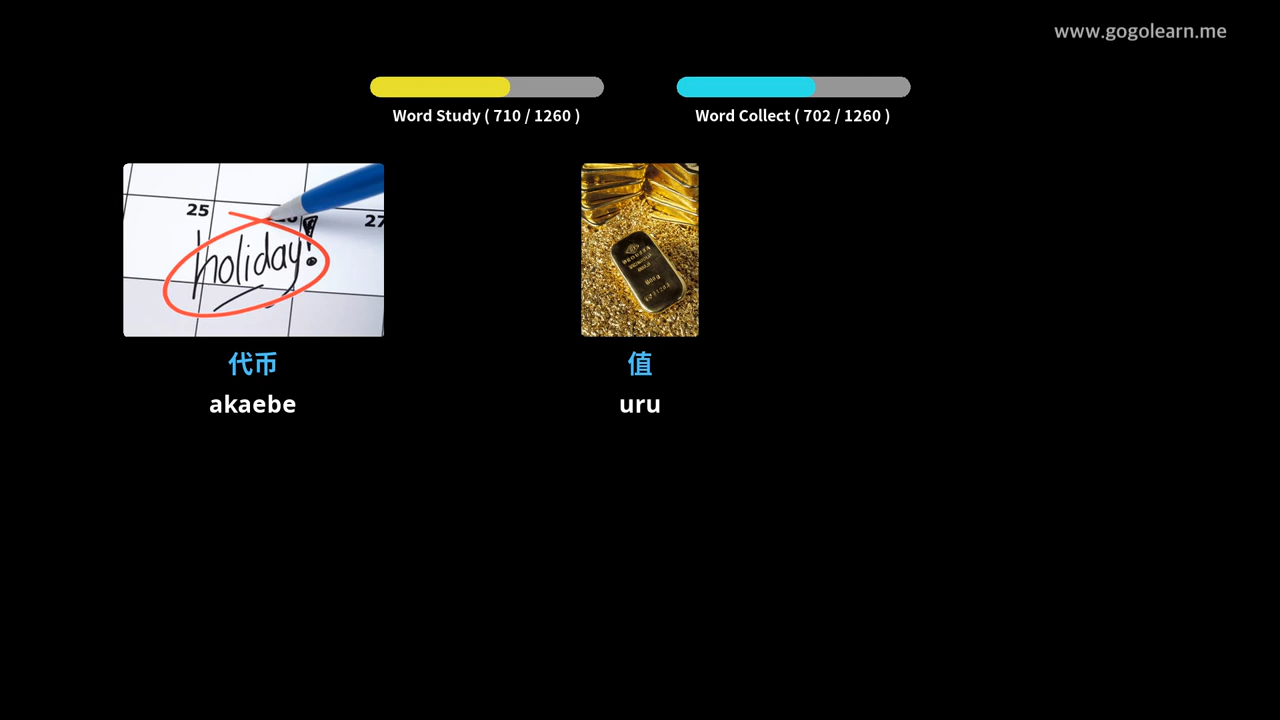 www.gogolearn.me
Word Study ( 710 / 1260 )
Word Collect ( 702 / 1260 )
25
27
holiday!
代币
akaebe
值
uru